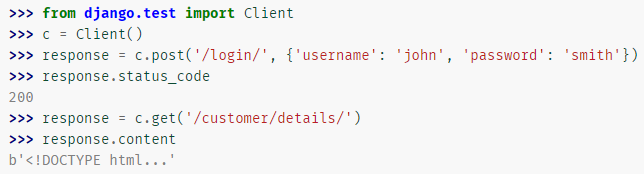 >>> from django.test import Client
>>> c = Client()
>>> response = c.post('/login/', {'username': 'john', 'password': 'smith'})
>>> response.status_code
200
>>> response = c.get('/customer/details/')
>>> response.content
b'<!DOCTYPE html...'